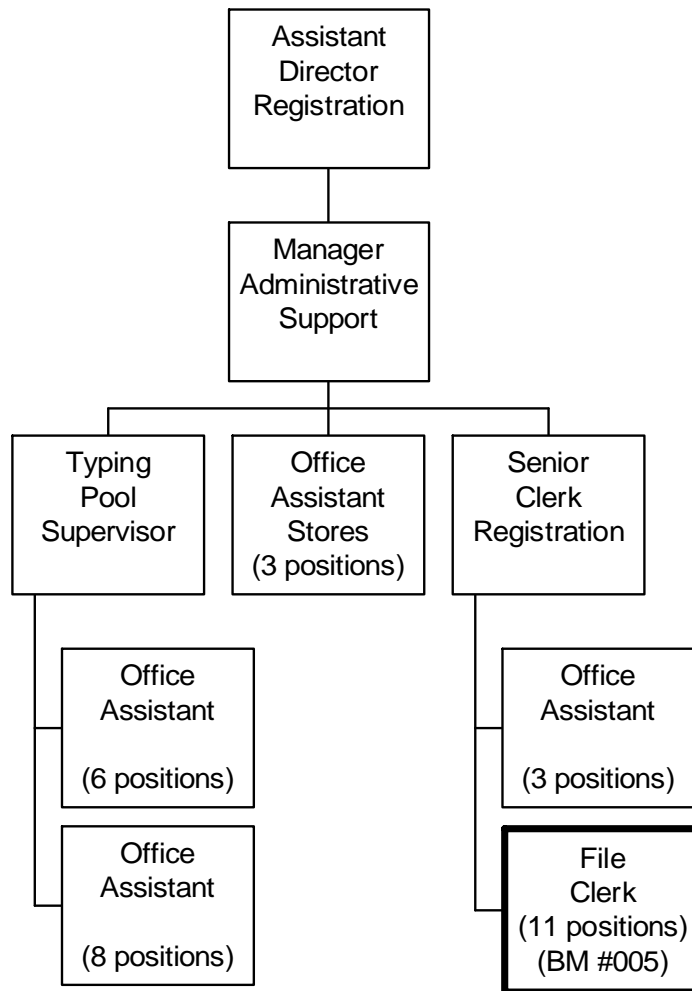 Assistant
Director
Registration
Manager
Administrative
Support
Typing
Pool
Supervisor
Office
Assistant
Stores
(3 positions)
Senior
Clerk
Registration
Office
Assistant
(6 positions)
Office
Assistant
(8 positions)
Office
Assistant
(3 positions)
File
Clerk
(11 positions)
(BM #005)